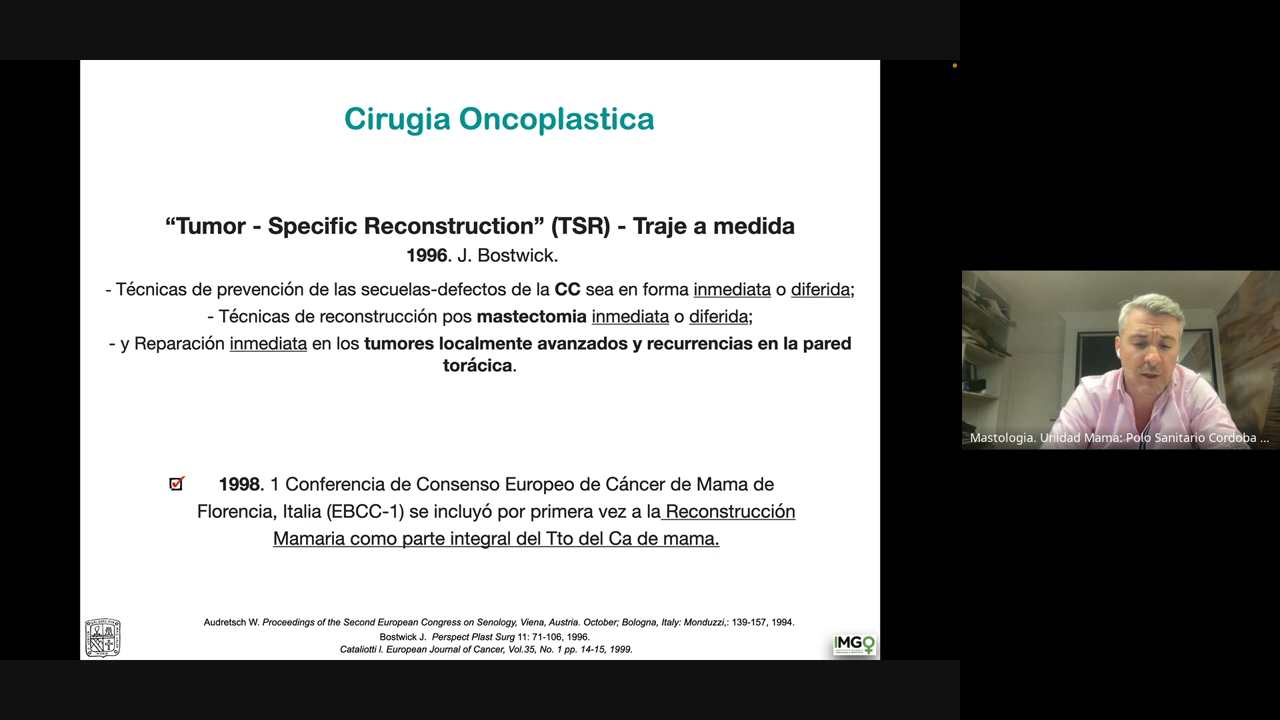 Cirugia Oncoplastica
“Tumor - Specific Reconstruction” (TSR) - Traje a medida
1996. J. Bostwick.
- Técnicas de prevención de las secuelas-defectos de la CC sea en forma inmediata o diferida;
- Técnicas de reconstrucción pos mastectomia inmediata o diferida;
- y Reparación inmediata en los tumores localmente avanzados y recurrencias en la pared
torácica.
1998. 1 Conferencia de Consenso Europeo de Cáncer de Mama de
Florencia, Italia (EBCC-1) se incluyó por primera vez a la Reconstrucción
Mamaria como parte integral del Tto del Ca de mama.
Audretsch W. Proceedings of the Second European Congress on Senology, Viena, Austria. October; Bologna, Italy: Monduzzi,: 139-157, 1994.
Bostwick J. Perspect Plast Surg 11: 71-106, 1996.
Cataliotti l. European Journal of Cancer, Vol.35, No. 1 pp. 14-15, 1999.
IMGO
Mastologia. Unidad Mama: Polo Sanitario Cordoba ...